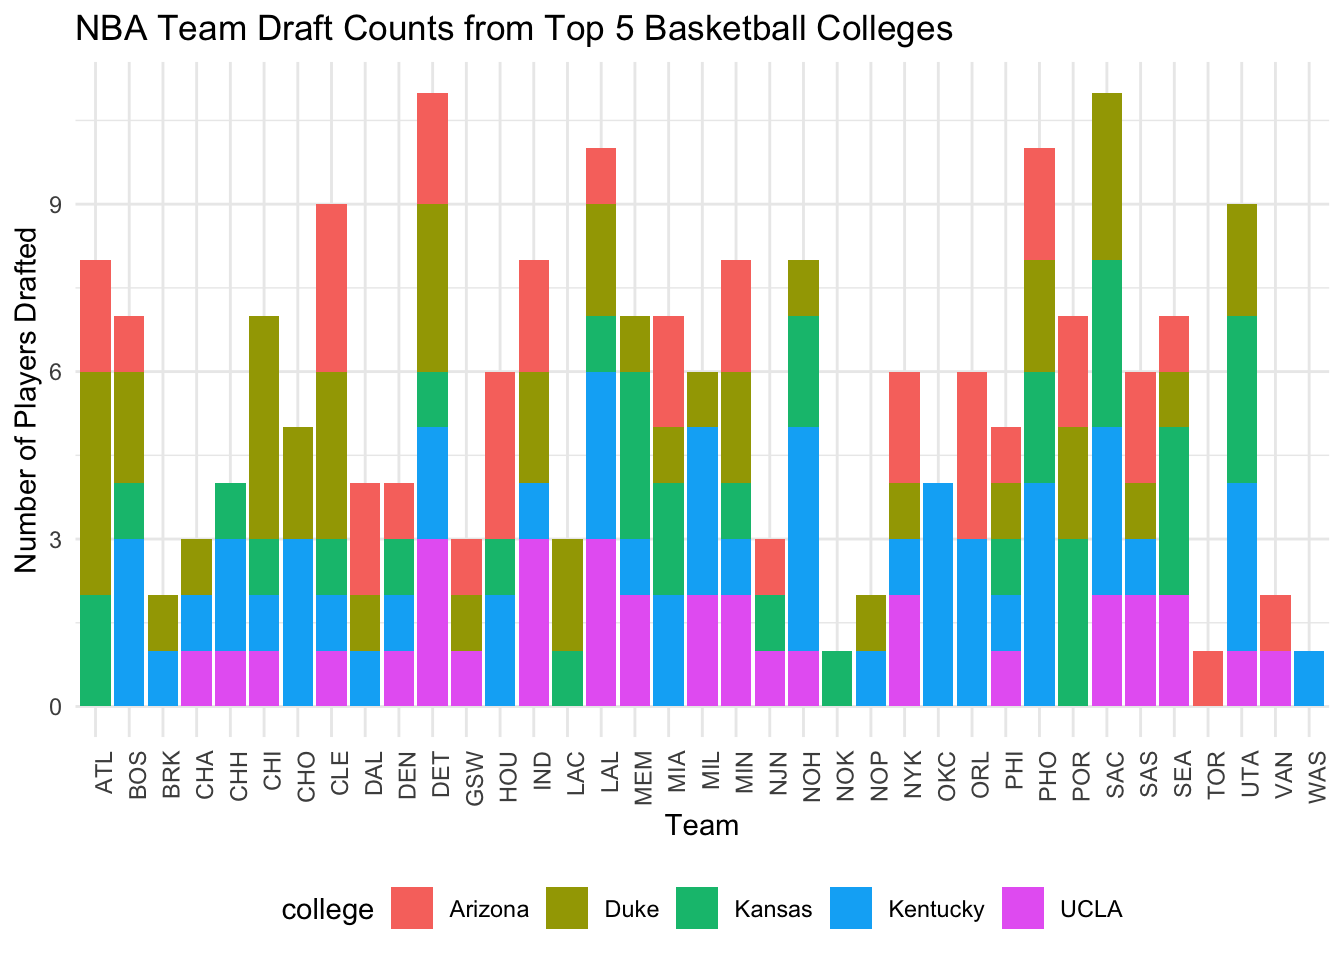 NBA Team Draft Counts from Top 5 Basketball Colleges
Number of Players Drafted
9
6
3
0
ATL BOS BRK CHA CHH CHI CHO CLE DAL DEN DET GSW HOU IND LAC LAL MEM MIA MIL MIN NJN NOH NOK NOP NYK OKC ORL PHI PHO POR SAC SAS SEA TOR UTA VAN WAS
Team
college Arizona Duke Kansas Kentucky UCLA